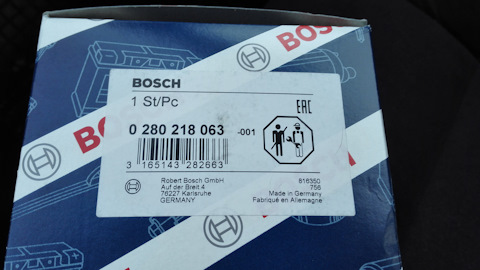 BOSCH
BOSCH
BOSCH
1 St/Pc
EAC
0 280 218 063 -001
3 165143 282663
Robert Bosch GmbH
Auf der Breit 4
76227 Karlsruhe
GERMANY
816350
756
Made in Germany
Fabriqué en Allemagne
BOSCH